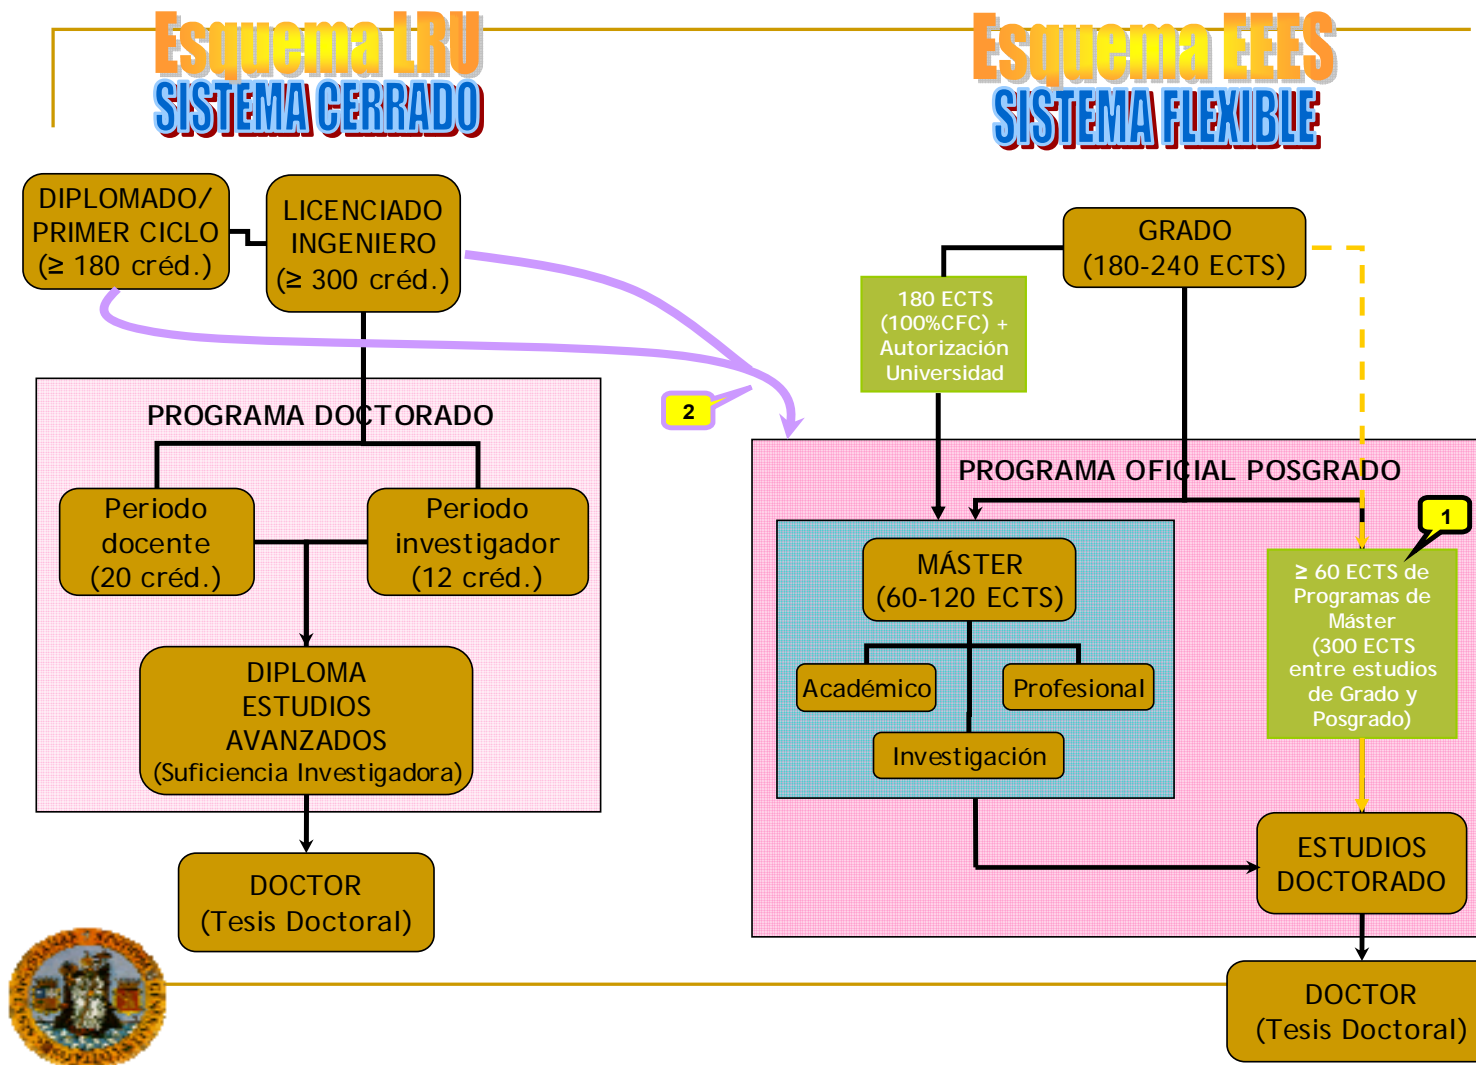 Esquema LRU
SISTEMA CERRADO
DIPLOMADO/
PRIMER CICLO
(≥ 180 créd.)
LICENCIADO
INGENIERO
(≥ 300 créd.)
PROGRAMA DOCTORADO
Periodo
docente
(20 créd.)
Periodo
investigador
(12 créd.)
DIPLOMA
ESTUDIOS
AVANZADOS
(Suficiencia Investigadora)
DOCTOR
(Tesis Doctoral)
2
Esquema EEES
SISTEMA FLEXIBLE
GRADO
(180-240 ECTS)
180 ECTS
(100%CFC) +
Autorización
Universidad
PROGRAMA OFICIAL POSGRADO
1
MÁSTER
(60-120 ECTS)
Académico
Profesional
Investigación
≥ 60 ECTS de
Programas de
Máster
(300 ECTS
entre estudios
de Grado y
Posgrado)
ESTUDIOS
DOCTORADO
DOCTOR
(Tesis Doctoral)